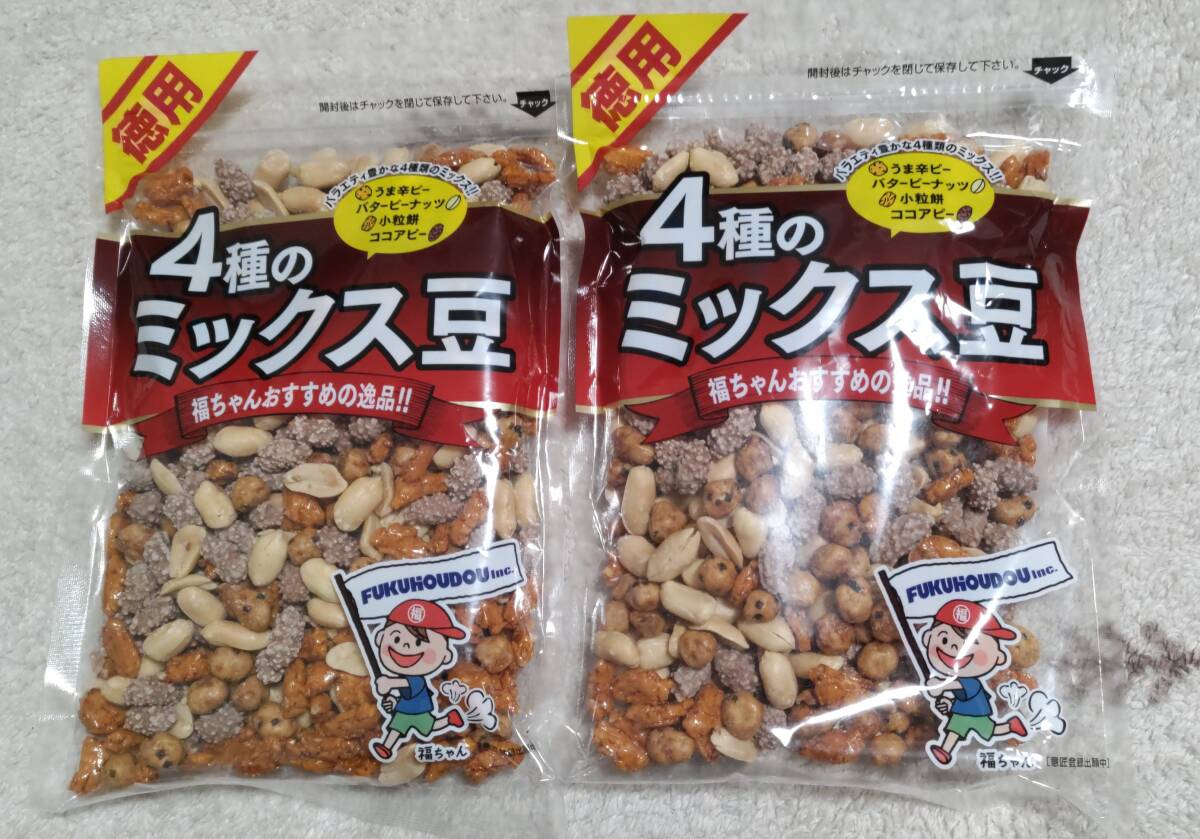 徳用
開封後はチャックを閉じて保存して下さい。
チャック
バラエティ豊かな4種類のミックス!!
うま辛ピー
バターピーナッツ
小粒餅
ココアピー
4種の
ミックス豆
福ちゃんおすすめの逸品!!
FUKUHOUDOU Inc.
福
福ちゃん
徳用
開封後はチャックを閉じて保存して下さい。
チャック
バラエティ豊かな4種類のミックス!!
うま辛ピー
バターピーナッツ
小粒餅
ココアピー
4種の
ミックス豆
福ちゃんおすすめの逸品!!
FUKUHOUDOU Inc.
福
福ちゃん
[意匠登録出願中]